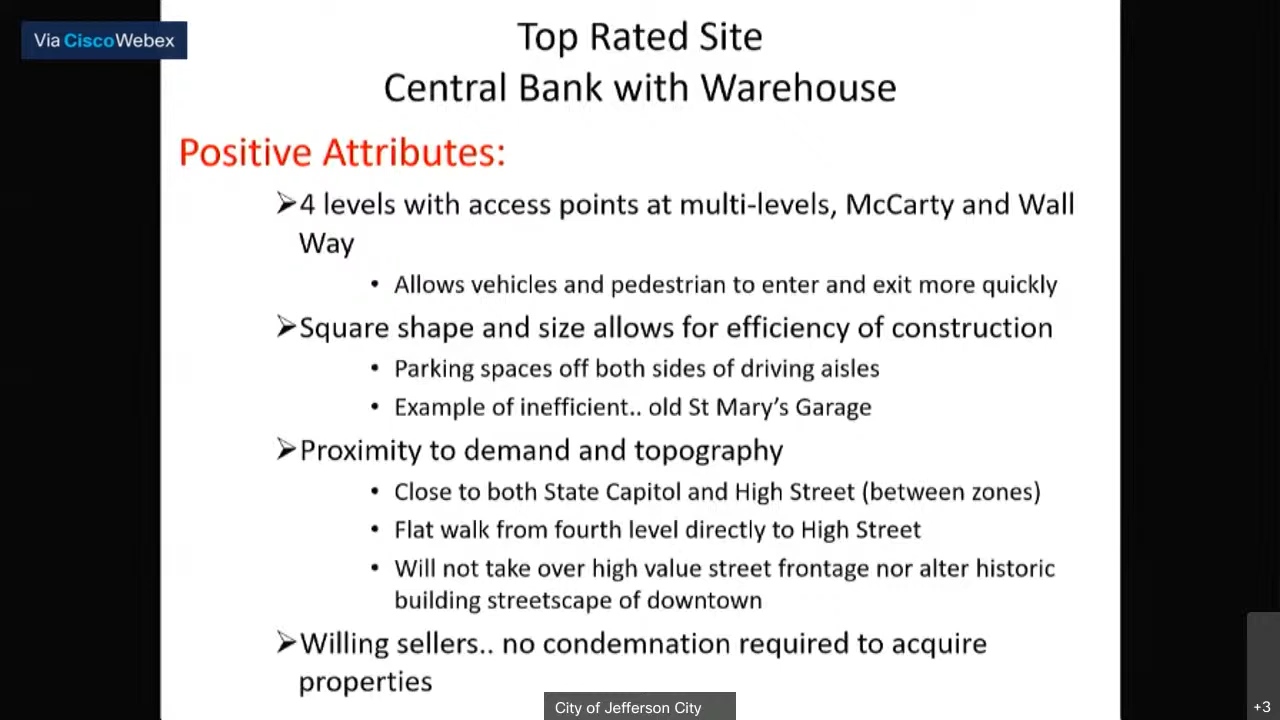 Via CiscoWebex
Top Rated Site
Central Bank with Warehouse
Positive Attributes:
➢4 levels with access points at multi-levels, McCarty and Wall
Way
• Allows vehicles and pedestrian to enter and exit more quickly
➢Square shape and size allows for efficiency of construction
• Parking spaces off both sides of driving aisles
• Example of inefficient.. old St Mary’s Garage
➢Proximity to demand and topography
• Close to both State Capitol and High Street (between zones)
• Flat walk from fourth level directly to High Street
• Will not take over high value street frontage nor alter historic
building streetscape of downtown
➢Willing sellers.. no condemnation required to acquire
properties
City of Jefferson City
+3